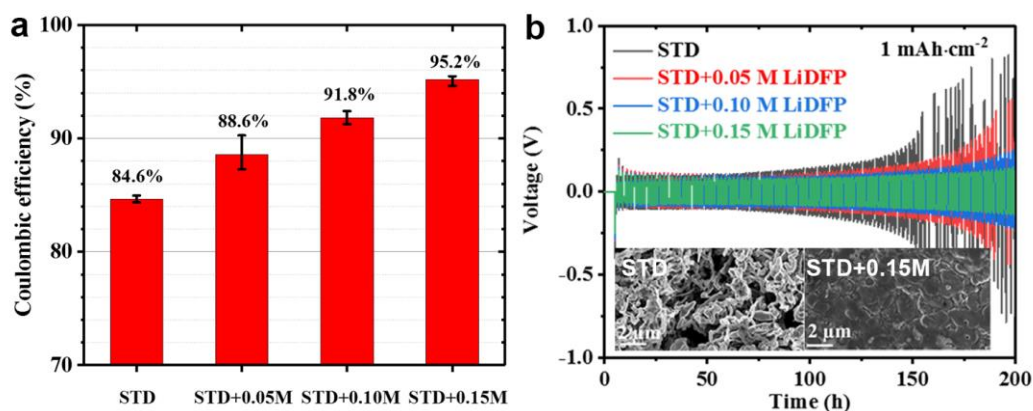 a
Coulombic efficiency (%)
100
90
80
70
84.6%
88.6%
91.8%
95.2%
STD
STD+0.05M
STD+0.10M
STD+0.15M
b
Voltage (V)
1.0
0.5
0.0
-0.5
-1.0
STD
1 mAh·cm-2
STD+0.05 M LiDFP
STD+0.10 M LiDFP
STD+0.15 M LiDFP
STD
2 μm
STD+0.15M
2 μm
0
50
100
150
200
Time (h)